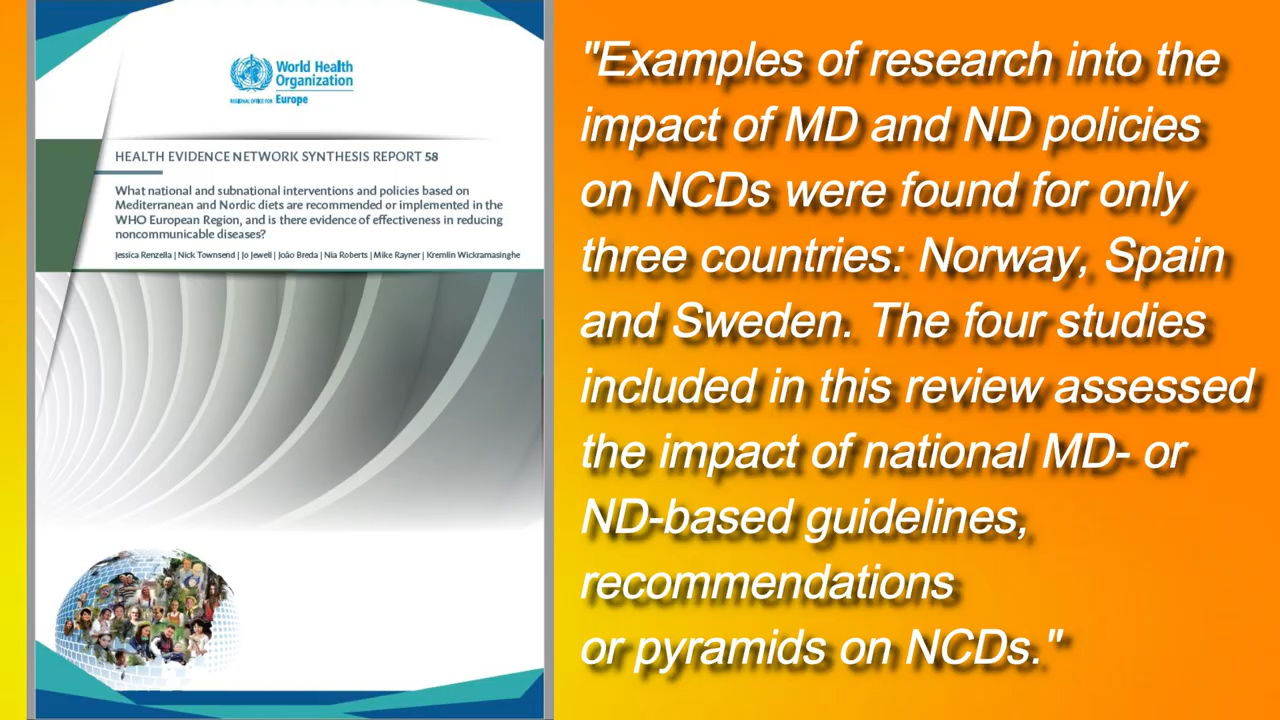 World Health
Organization
REGIONAL OFFICE FOR Europe
HEALTH EVIDENCE NETWORK SYNTHESIS REPORT 58
What national and subnational interventions and policies based on
Mediterranean and Nordic diets are recommended or implemented in the
WHO European Region, and is there evidence of effectiveness in reducing
noncommunicable diseases?
Jessica Renzella | Nick Townsend | Jo Jewell | João Breda | Nia Roberts | Mike Rayner | Kremlin Wickramasinghe
"Examples of research into the
impact of MD and ND policies
on NCDs were found for only
three countries: Norway, Spain
and Sweden. The four studies
included in this review assessed
the impact of national MD- or
ND-based guidelines,
recommendations
or pyramids on NCDs."